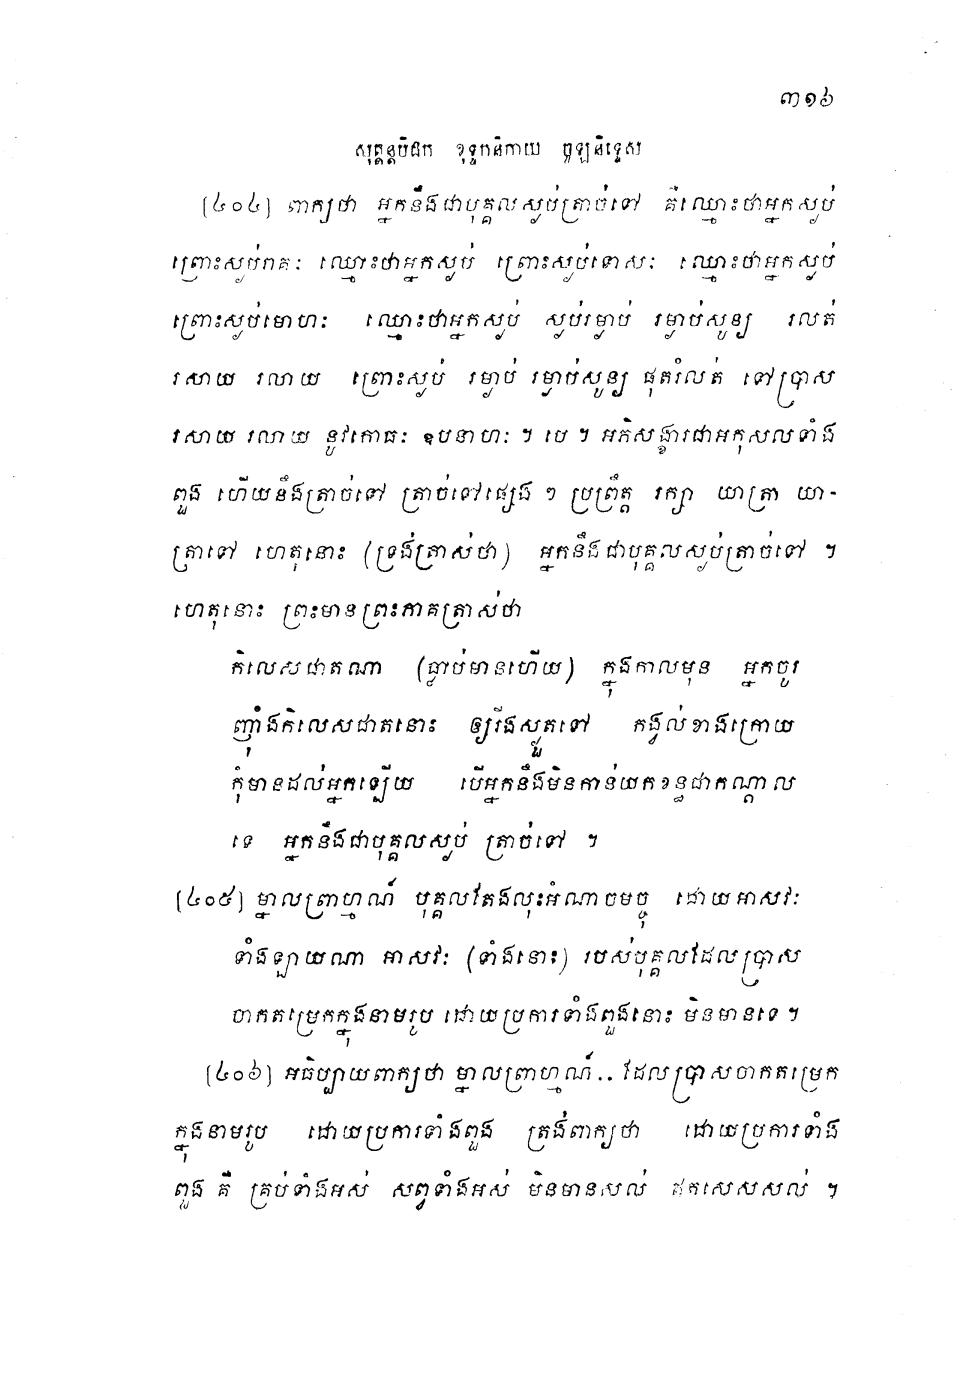 ៣១៦
សុត្តន្តបិដក ខុទ្ទកនិកាយ ចូឡនិទ្ទេស
(៤០៤) ពាក្យថា អ្នកនឹងជាបុគ្គលស្ងប់ត្រាច់ទៅ គឺឈ្មោះថាអ្នកស្ងប់
ព្រោះស្ងប់រាគៈ ឈ្មោះថាអ្នកស្ងប់ ព្រោះស្ងប់ទោសៈ ឈ្មោះថាអ្នកស្ងប់
ព្រោះស្ងប់មោហៈ ឈ្មោះថាអ្នកស្ងប់ ស្ងប់រម្ងាប់ រម្ងាប់សូន្យ រលត់
រសាយ រលាយ ព្រោះស្ងប់ រម្ងាប់ រម្ងាប់សូន្យ ផុតរំលត់ ទៅប្រាស
រសាយ រលាយ នូវកោធៈ ឧបនាហៈ ។ បេ ។ អភិសង្ខារជាអកុសលទាំង
ពួង ហើយនឹងត្រាច់ទៅ ត្រាច់ទៅផ្សេង ៗ ប្រព្រឹត្ត រក្សា យាត្រា យា-
ត្រាទៅ ហេតុនោះ (ទ្រង់ត្រាស់ថា) អ្នកនឹងជាបុគ្គលស្ងប់ត្រាច់ទៅ ។
ហេតុនោះ ព្រះមានព្រះភាគត្រាស់ថា
កិលេសជាតណា (ធ្លាប់មានហើយ) ក្នុងកាលមុន អ្នកចូរ
ញ៉ាំងកិលេសជាតនោះ ឲ្យរីងស្ងួតទៅ កង្វល់ខាងក្រោយ
កុំមានដល់អ្នកឡើយ បើអ្នកនឹងមិនកាន់យកខន្ធជាកណ្តាល
ទេ អ្នកនឹងជាបុគ្គលស្ងប់ ត្រាច់ទៅ ។
(៤០៥) ម្នាលព្រាហ្មណ៍ បុគ្គលតែងលុះអំណាចមច្ចុ ដោយអាសវៈ
ទាំងឡាយណា អាសវៈ (ទាំងនោះ) របស់បុគ្គលដែលប្រាស
ចាកតម្រេកក្នុងនាមរូប ដោយប្រការទាំងពួងនោះ មិនមានទេ ។
(៤០៦) អធិប្បាយពាក្យថា ម្នាលព្រាហ្មណ៍.. ដែលប្រាសចាកតម្រេក
ក្នុងនាមរូប ដោយប្រការទាំងពួង ត្រង់ពាក្យថា ដោយប្រការទាំង
ពួង គឺ គ្រប់ទាំងអស់ សព្វទាំងអស់ មិនមានសល់ ឥតសេសសល់ ។